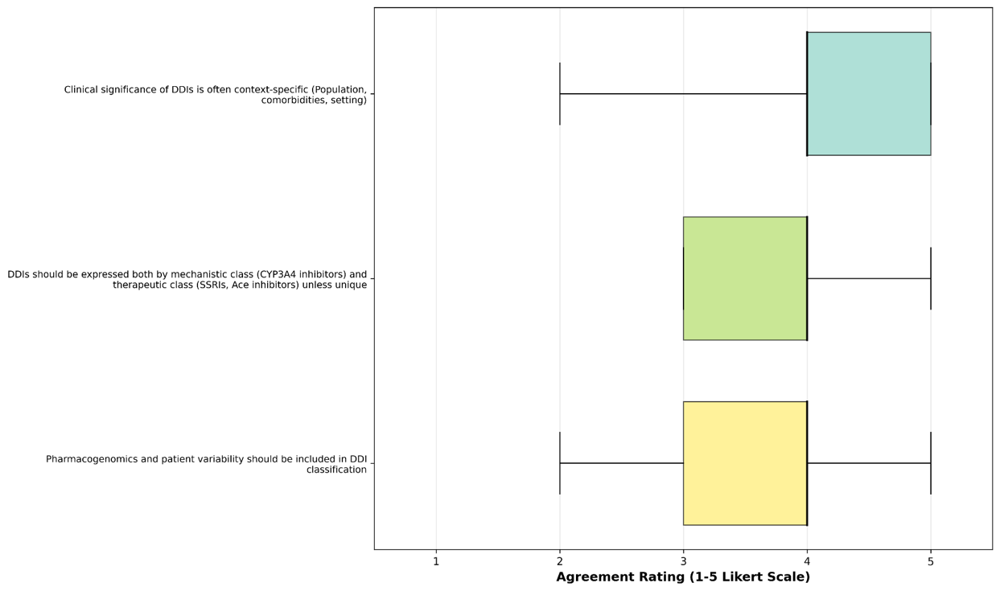 Clinical significance of DDIs is often context-specific (Population,
comorbidities, setting)
DDIs should be expressed both by mechanistic class (CYP3A4 inhibitors) and
therapeutic class (SSRIs, Ace inhibitors) unless unique
Pharmacogenomics and patient variability should be included in DDI
classification
1 2 3 4 5
Agreement Rating (1-5 Likert Scale)